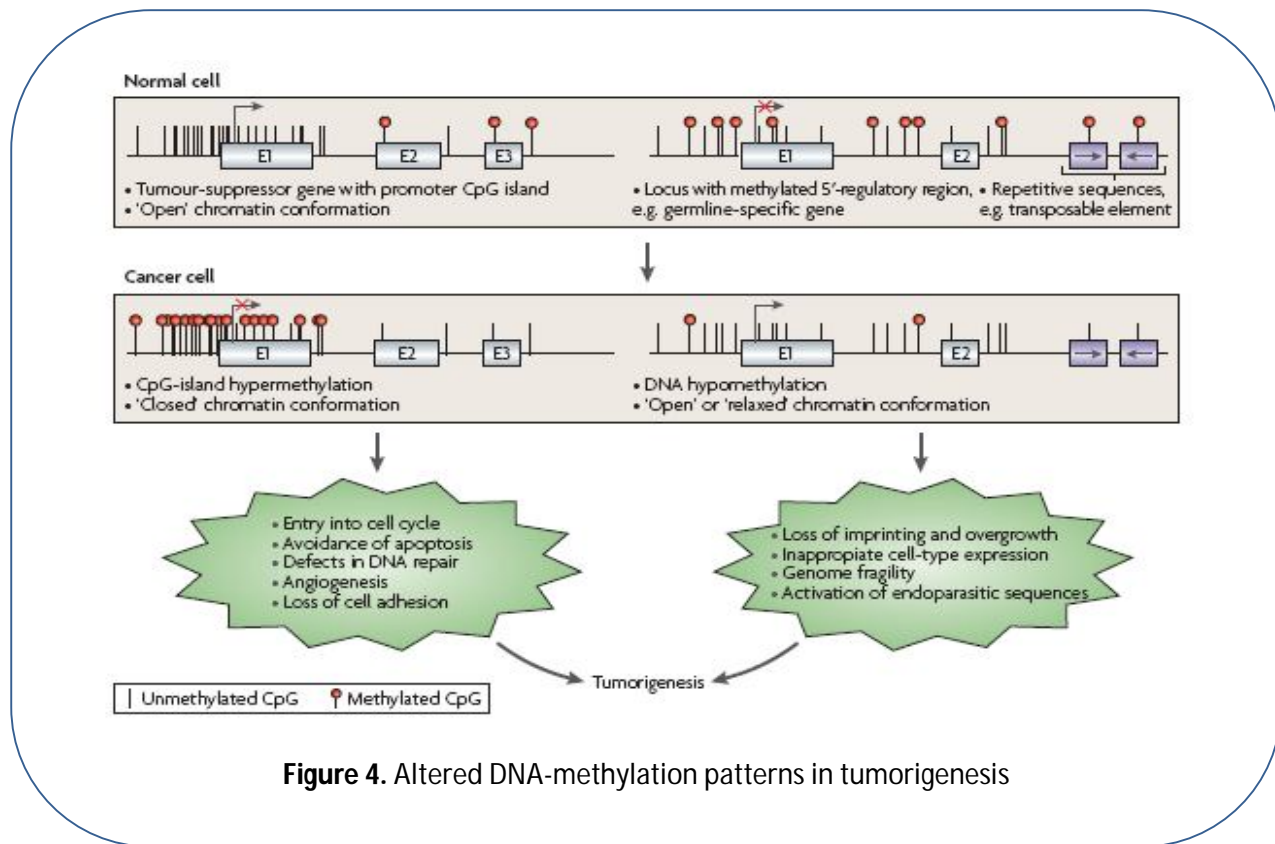 Normal cell
E1
E2
E3
E1
E2
• Tumour-suppressor gene with promoter CpG island
• 'Open' chromatin conformation
• Locus with methylated 5'-regulatory region,
e.g. germline-specific gene
• Repetitive sequences,
e.g. transposable element
Cancer cell
E1
E2
E3
E1
E2
• CpG-island hypermethylation
• 'Closed' chromatin conformation
• DNA hypomethylation
• 'Open' or 'relaxed' chromatin conformation
• Entry into cell cycle
• Avoidance of apoptosis
• Defects in DNA repair
• Angiogenesis
• Loss of cell adhesion
• Loss of imprinting and overgrowth
• Inappropiate cell-type expression
• Genome fragility
• Activation of endoparasitic sequences
Tumorigenesis
Unmethylated CpG
Methylated CpG
Figure 4. Altered DNA-methylation patterns in tumorigenesis